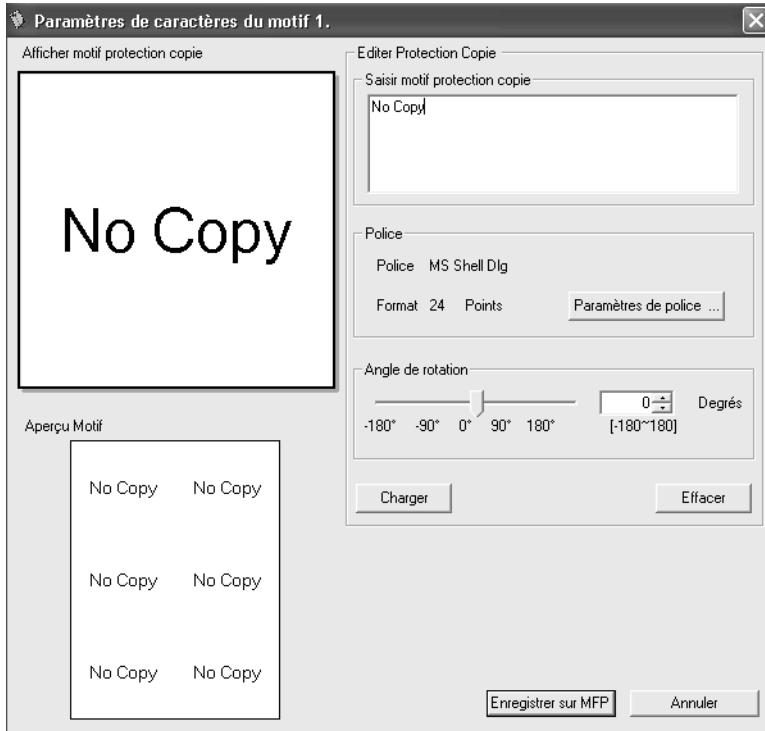 Paramètres de caractères du motif 1.
Afficher motif protection copie
No Copy
Aperçu Motif
No Copy No Copy
No Copy No Copy
No Copy No Copy
Editer Protection Copie
Saisir motif protection copie
No Copy
Police
Police MS Shell Dlg
Format 24 Points Paramètres de police ...
Angle de rotation
0 Degrés
-180° -90° 0° 90° 180° [-180~180]
Charger Effacer
Enregistrer sur MFP Annuler